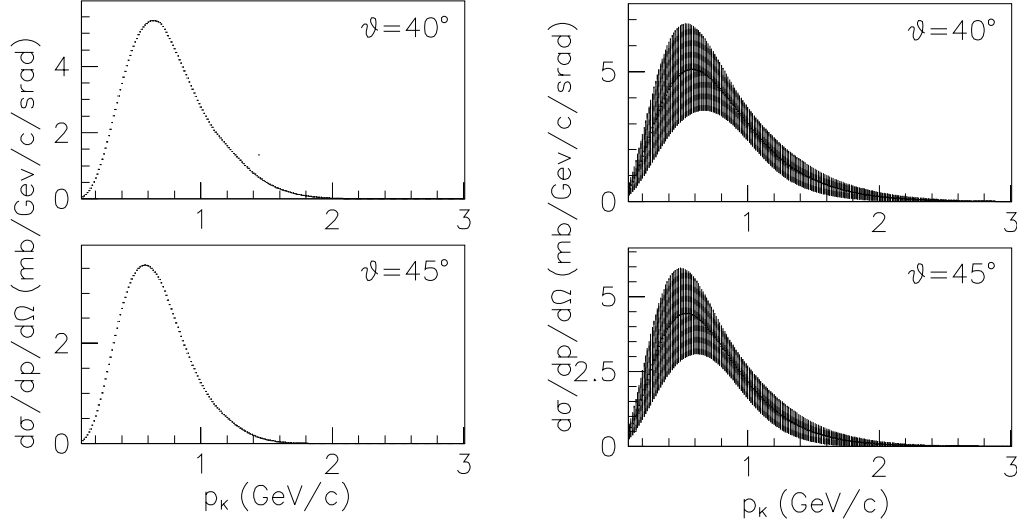 ϑ=40°
4
2
0
1
2
3
ϑ=45°
2
0
1
2
3
p_K (GeV/c)
dσ/dp/dΩ (mb/Gev/c/srad)
ϑ=40°
5
0
1
2
3
ϑ=45°
5
2.5
0
1
2
3
p_K (GeV/c)
dσ/dp/dΩ (mb/Gev/c/srad)